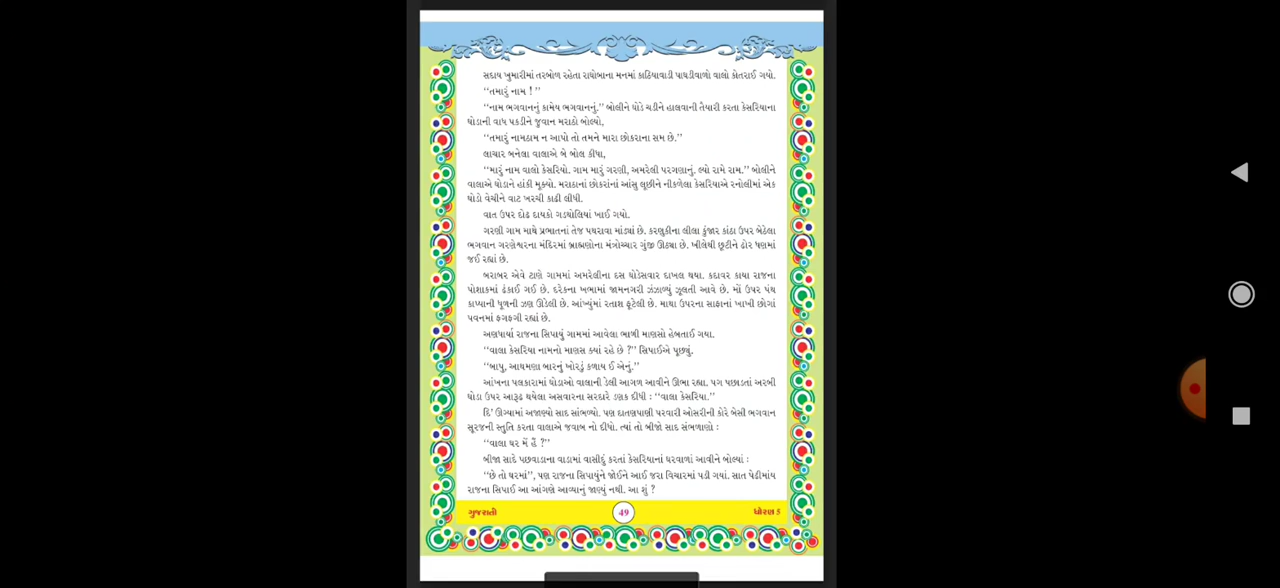 સદાય ખુમારીમાં તરબોળ રહેતા રાઘોબાના મનમાં કાઠિયાવાડી પાઘડીવાળો વાલો કોતરાઈ ગયો.
“તમારું નામ ! ”
“નામ ભગવાનનું કામેય ભગવાનનું.” બોલીને ઘોડે ચડીને હાલવાની તૈયારી કરતા કેસરિયાના
ઘોડાની વાઘ પકડીને જુવાન મરાઠો બોલ્યો,
“તમારું નામઠામ ન આપો તો તમને મારા છોકરાના સમ છે.”
લાચાર બનેલા વાલાએ બે બોલ કીધા,
“મારું નામ વાલો કેસરિયો. ગામ મારું ગરણી, અમરેલી પરગણાનું. લ્યો રામે રામ.” બોલીને
વાલાએ ઘોડાને હાંકી મૂક્યો. મરાઠાનાં છોકરાંનાં આંસુ લૂછીને નીકળેલા કેસરિયાએ રનોલીમાં એક
ઘોડો વેચીને વાટ ખરચી કાઢી લીધી.
વાત ઉપર દોઢ દાયકો ગડથોલિયાં ખાઈ ગયો.
ગરણી ગામ માથે પ્રભાતનાં તેજ પથરાવા માંડ્યાં છે. કરણુકીના લીલા કુંજાર કાંઠા ઉપર બેઠેલા
ભગવાન ગરણેશ્વરના મંદિરમાં બ્રાહ્મણોના મંત્રોચ્ચાર ગુંજી ઊઠ્યા છે. ખીલેથી છૂટીને ઢોર ધણમાં
જઈ રહ્યાં છે.
બરાબર એવે ટાણે ગામમાં અમરેલીના દસ ઘોડેસવાર દાખલ થયા. કદાવર કાયા રાજના
પોશાકમાં ઢંકાઈ ગઈ છે. દરેકના ખભામાં જામનગરી ઝંઝાળ્યું ઝૂલતી આવે છે. મોં ઉપર પંથ
કાપ્યાની ધૂળની ઝણ ઊડેલી છે. આંખ્યુંમાં રતાશ ફૂટેલી છે. માથા ઉપરના સાફાનાં ખાખી છોગાં
પવનમાં ફગફગી રહ્યાં છે.
અણધાર્યા રાજના સિપાયું ગામમાં આવેલા ભાળી માણસો હેબતાઈ ગયા.
“વાલા કેસરિયા નામનો માણસ ક્યાં રહે છે ?” સિપાઈએ પૂછ્યું.
“બાપુ, આથમણા બારનું ખોરડું કળાય ઈ એનું.”
આંખના પલકારામાં ઘોડાઓ વાલાની ડેલી આગળ આવીને ઊભા રહ્યા. પગ પછાડતાં અરબી
ઘોડા ઉપર આરૂઢ થયેલા અસવારના સરદારે ડણક દીધી : “વાલા કેસરિયા.”
દિ' ઊગ્યામાં અજાણ્યો સાદ સાંભળ્યો. પણ દાતણપાણી પરવારી ઓસરીની કોરે બેસી ભગવાન
સૂરજની સ્તુતિ કરતા વાલાએ જવાબ નો દીધો. ત્યાં તો બીજો સાદ સંભળાણો :
“વાલા ઘર મેં હૈં ?”
બીજા સાદે પછવાડાના વાડામાં વાસીદું કરતાં કેસરિયાનાં ઘરવાળાં આવીને બોલ્યાં :
“છે તો ઘરમાં”, પણ રાજના સિપાયુંને જોઈને આઈ જરા વિચારમાં પડી ગયાં. સાત પેઢીમાંય
રાજના સિપાઈ આ આંગણે આવ્યાનું જાણ્યું નથી. આ શું ?
ગુજરાતી
49
ધોરણ 5